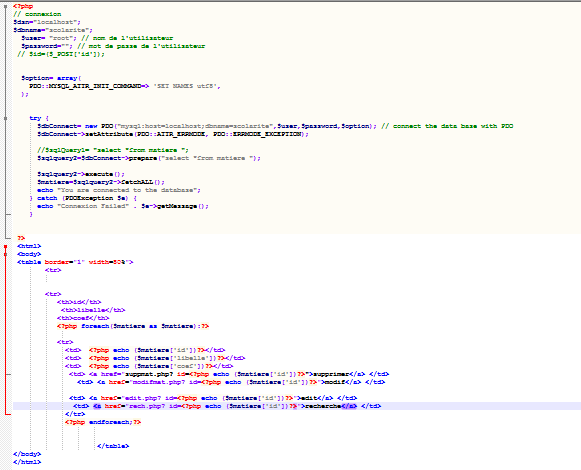 <?php
// connexion
$dsn="localhost";
$dbname="scolarite";
$user= "root"; // nom de l'utilisateur
$password=""; // mot de passe de l'utilisateur
// $id=($_POST['id']);
$option= array(
PDO::MYSQL_ATTR_INIT_COMMAND=> 'SET NAMES utf8',
);
try {
$dbConnect= new PDO("mysql:host=localhost;dbname=scolarite",$user,$password,$option); // connect the data base with PDO
$dbConnect->setAttribute(PDO::ATTR_ERRMODE, PDO::ERRMODE_EXCEPTION);
//$sqlQuery1= "select *from matiere ";
$sqlquery2=$dbConnect->prepare("select *from matiere ");
$sqlquery2->execute();
$matiere=$sqlquery2->fetchALL();
echo "You are connected to the database";
} catch (PDOException $e) {
echo "Connexion Failed" . $e->getMessage();
}
?>
<html>
<body>
<table border="1" width=50%">
<tr>
<tr>
<th>id</th>
<th>libelle</th>
<th>coef</th>
<?php foreach($matiere as $matiere):?>
<tr>
<td> <?php echo ($matiere['id'])?></td>
<td> <?php echo ($matiere['libelle'])?></td>
<td> <?php echo ($matiere['coef'])?></td>
<td> <a href="suppmat.php? id=<?php echo ($matiere['id'])?>">supprimer</a> </td>
<td> <a href="modifmat.php? id=<?php echo ($matiere['id'])?>">modif</a> </td>
<td> <a href="edit.php? id=<?php echo ($matiere['id'])?>">edit</a> </td>
<td> <a href="rech.php? id=<?php echo ($matiere['id'])?>">recherche</a> </td>
</tr>
<?php endforeach;?>
</table>
</body>
</html>